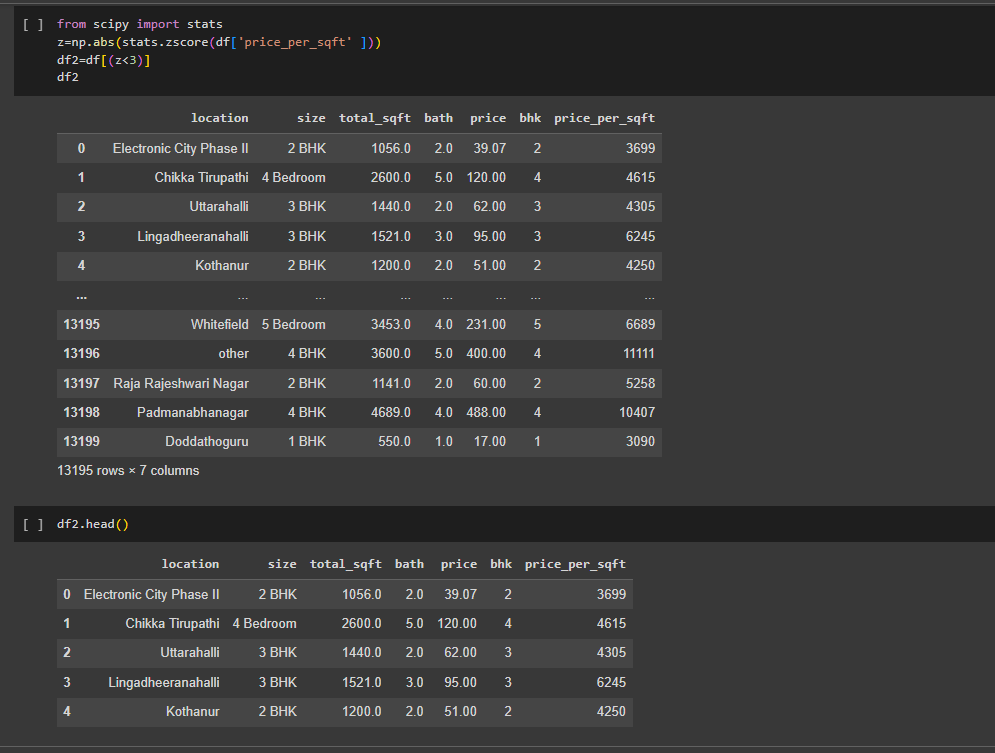 [ ] from scipy import stats
z=np.abs(stats.zscore(df['price_per_sqft' ]))
df2=df[(z<3)]
df2
location size total_sqft bath price bhk price_per_sqft
0 Electronic City Phase II 2 BHK 1056.0 2.0 39.07 2 3699
1 Chikka Tirupathi 4 Bedroom 2600.0 5.0 120.00 4 4615
2 Uttarahalli 3 BHK 1440.0 2.0 62.00 3 4305
3 Lingadheeranahalli 3 BHK 1521.0 3.0 95.00 3 6245
4 Kothanur 2 BHK 1200.0 2.0 51.00 2 4250
... ... ... ... ... ... ... ...
13195 Whitefield 5 Bedroom 3453.0 4.0 231.00 5 6689
13196 other 4 BHK 3600.0 5.0 400.00 4 11111
13197 Raja Rajeshwari Nagar 2 BHK 1141.0 2.0 60.00 2 5258
13198 Padmanabhanagar 4 BHK 4689.0 4.0 488.00 4 10407
13199 Doddathoguru 1 BHK 550.0 1.0 17.00 1 3090
13195 rows × 7 columns
[ ] df2.head()
location size total_sqft bath price bhk price_per_sqft
0 Electronic City Phase II 2 BHK 1056.0 2.0 39.07 2 3699
1 Chikka Tirupathi 4 Bedroom 2600.0 5.0 120.00 4 4615
2 Uttarahalli 3 BHK 1440.0 2.0 62.00 3 4305
3 Lingadheeranahalli 3 BHK 1521.0 3.0 95.00 3 6245
4 Kothanur 2 BHK 1200.0 2.0 51.00 2 4250